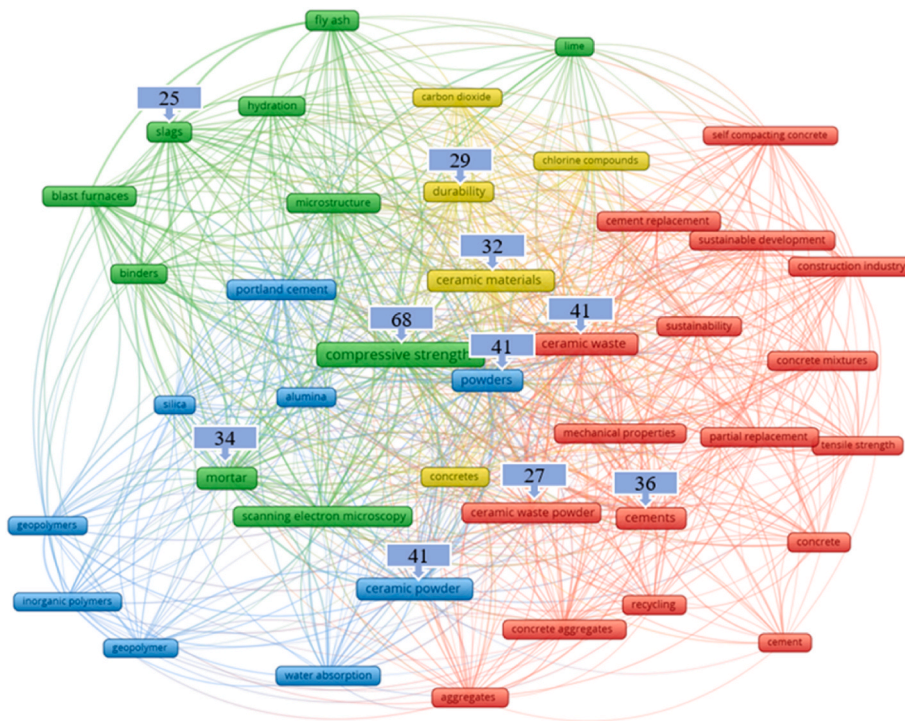 fly ash
lime
25
carbon dioxide
hydration
slags
self compacting concrete
29
chlorine compounds
durability
blast furnaces
microstructure
cement replacement
32
sustainable development
binders
ceramic materials
construction industry
portland cement
68
41
sustainability
compressive strength
41
ceramic waste
concrete mixtures
powders
silica
alumina
34
mechanical properties
partial replacement
tensile strength
mortar
concretes
27
36
scanning electron microscopy
ceramic waste powder
cements
geopolymers
concrete
41
ceramic powder
inorganic polymers
recycling
concrete aggregates
cement
geopolymer
water absorption
aggregates